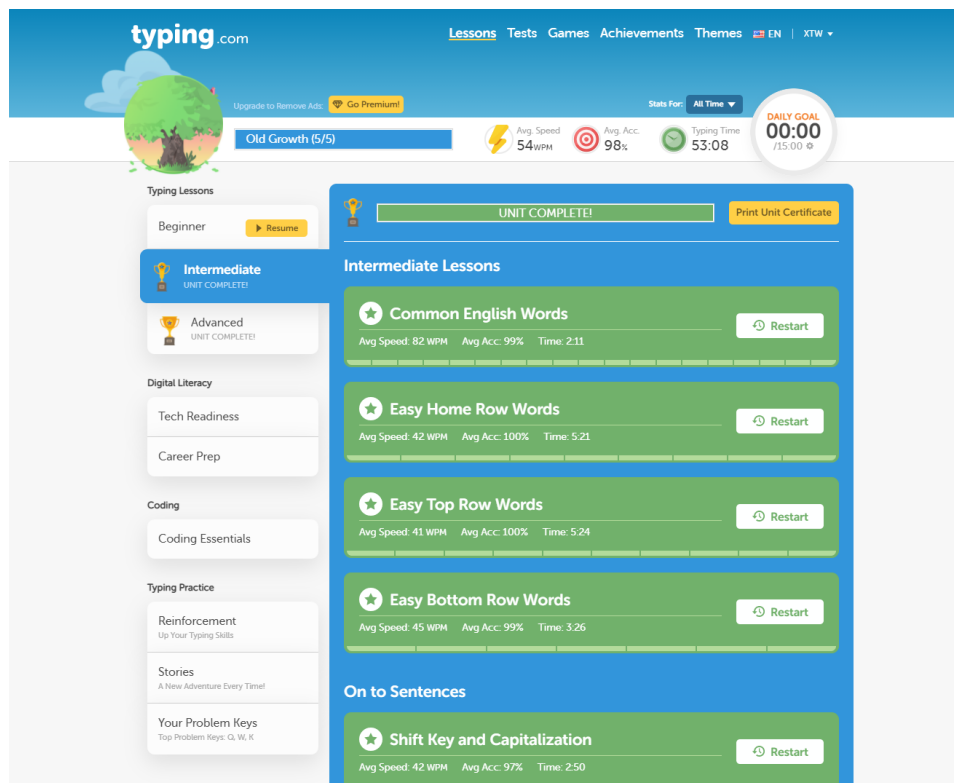 typing.com
Lessons Tests Games Achievements Themes EN | XTW
Upgrade to Remove Ads: Go Premium!
Stats For: All Time
Old Growth (5/5)
Avg. Speed
54WPM
Avg. Acc.
98%
Typing Time
53:08
DAILY GOAL
00:00
/15:00
Typing Lessons
Beginner
Resume
Intermediate
UNIT COMPLETE!
Advanced
UNIT COMPLETE!
Digital Literacy
Tech Readiness
Career Prep
Coding
Coding Essentials
Typing Practice
Reinforcement
Up Your Typing Skills
Stories
A New Adventure Every Time!
Your Problem Keys
Top Problem Keys: Q, W, K
UNIT COMPLETE!
Print Unit Certificate
Intermediate Lessons
Common English Words
Avg Speed: 82 WPM Avg Acc: 99% Time: 2:11
Restart
Easy Home Row Words
Avg Speed: 42 WPM Avg Acc: 100% Time: 5:21
Restart
Easy Top Row Words
Avg Speed: 41 WPM Avg Acc: 100% Time: 5:24
Restart
Easy Bottom Row Words
Avg Speed: 45 WPM Avg Acc: 99% Time: 3:26
Restart
On to Sentences
Shift Key and Capitalization
Avg Speed: 42 WPM Avg Acc: 97% Time: 2:50
Restart